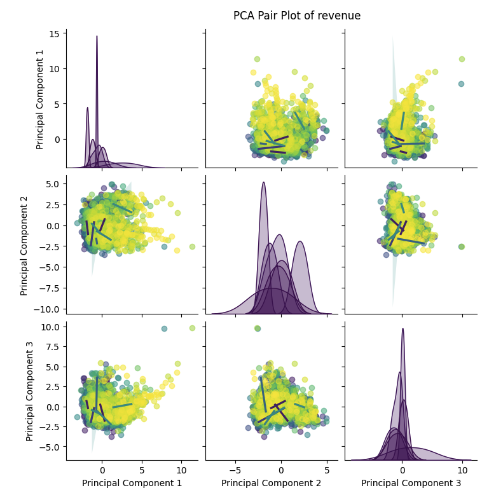 PCA Pair Plot of revenue
15
10
5
0
Principal Component 1
5.0
2.5
0.0
−2.5
−5.0
−7.5
−10.0
Principal Component 2
10.0
7.5
5.0
2.5
0.0
−2.5
−5.0
Principal Component 3
0 5 10
−5 0 5
0 10
Principal Component 1 Principal Component 2 Principal Component 3